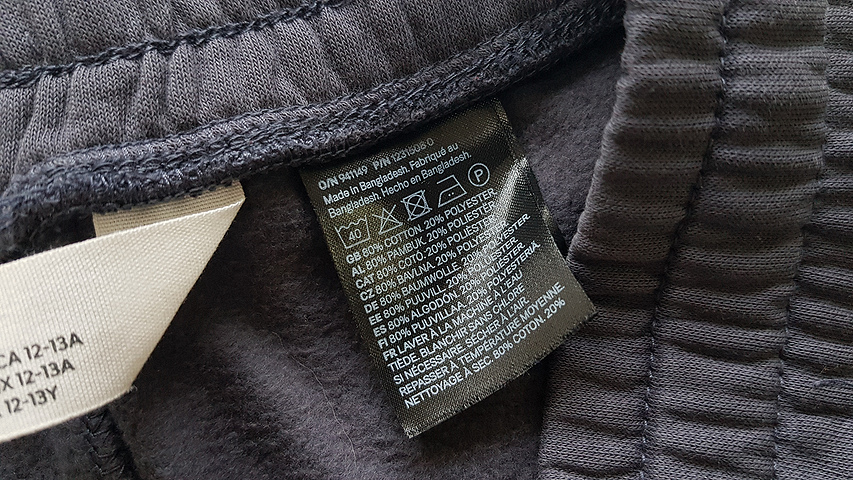 O/N 941149 P/N 1231508 0
Made in Bangladesh. Fabriqué au
Bangladesh. Hecho en Bangladesh.
40 P
GB 80% COTTON. 20% POLYESTER.
AL 80% PAMBUK. 20% POLIESTËR.
CAT 80% COTÓ. 20% POLIÈSTER.
CZ 80% BAVLNA. 20% POLYESTER.
DE 80% BAUMWOLLE. 20% POLYESTER.
EE 80% PUUVILL. 20% POLÜESTER.
ES 80% ALGODÓN. 20% POLIÉSTER.
FI 80% PUUVILLAA. 20% POLYESTERIA.
FR LAVER À LA MACHINE À L'EAU
TIÈDE. BLANCHIR SANS CHLORE
SI NÉCESSAIRE. SÉCHER À L'AIR.
REPASSER À TEMPÉRATURE MOYENNE
NETTOYAGE À SEC. 80% COTON. 20%
CA 12-13A
X 12-13A
12-13Y